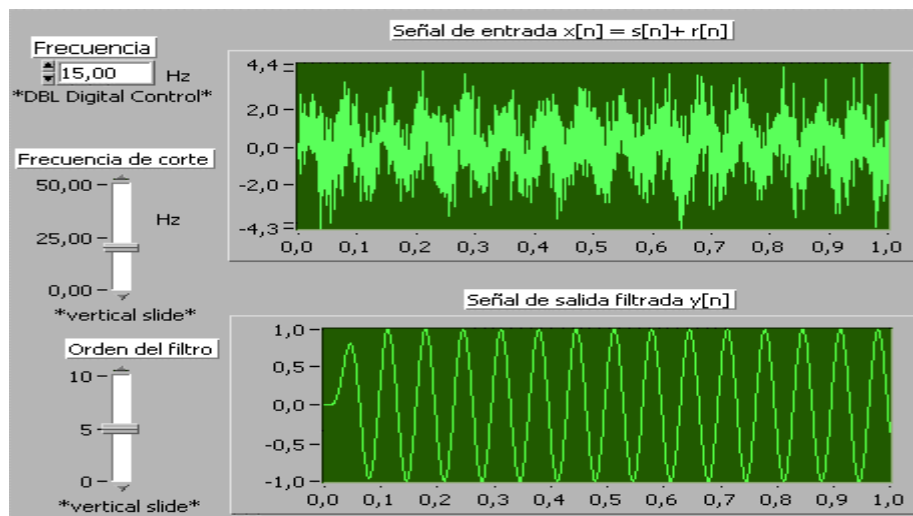 Frecuencia
15,00 Hz
*DBL Digital Control*
Frecuencia de corte
50,00
Hz
25,00
0,00
*vertical slide*
Orden del filtro
10
5
0
*vertical slide*
Señal de entrada x[n] = s[n]+ r[n]
4,4
2,0
0,0
-2,0
-4,3
0,0 0,1 0,2 0,3 0,4 0,5 0,6 0,7 0,8 0,9 1,0
Señal de salida filtrada y[n]
1,0
0,5
0,0
-0,5
-1,0
0,0 0,1 0,2 0,3 0,4 0,5 0,6 0,7 0,8 0,9 1,0